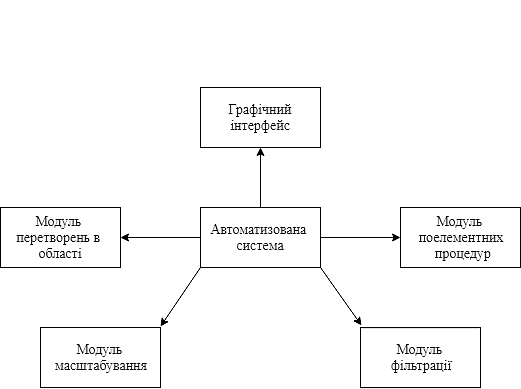 Графічний
інтерфейс
Модуль
перетворень в
області
Автоматизована
система
Модуль
поелементних
процедур
Модуль
масштабування
Модуль
фільтрації